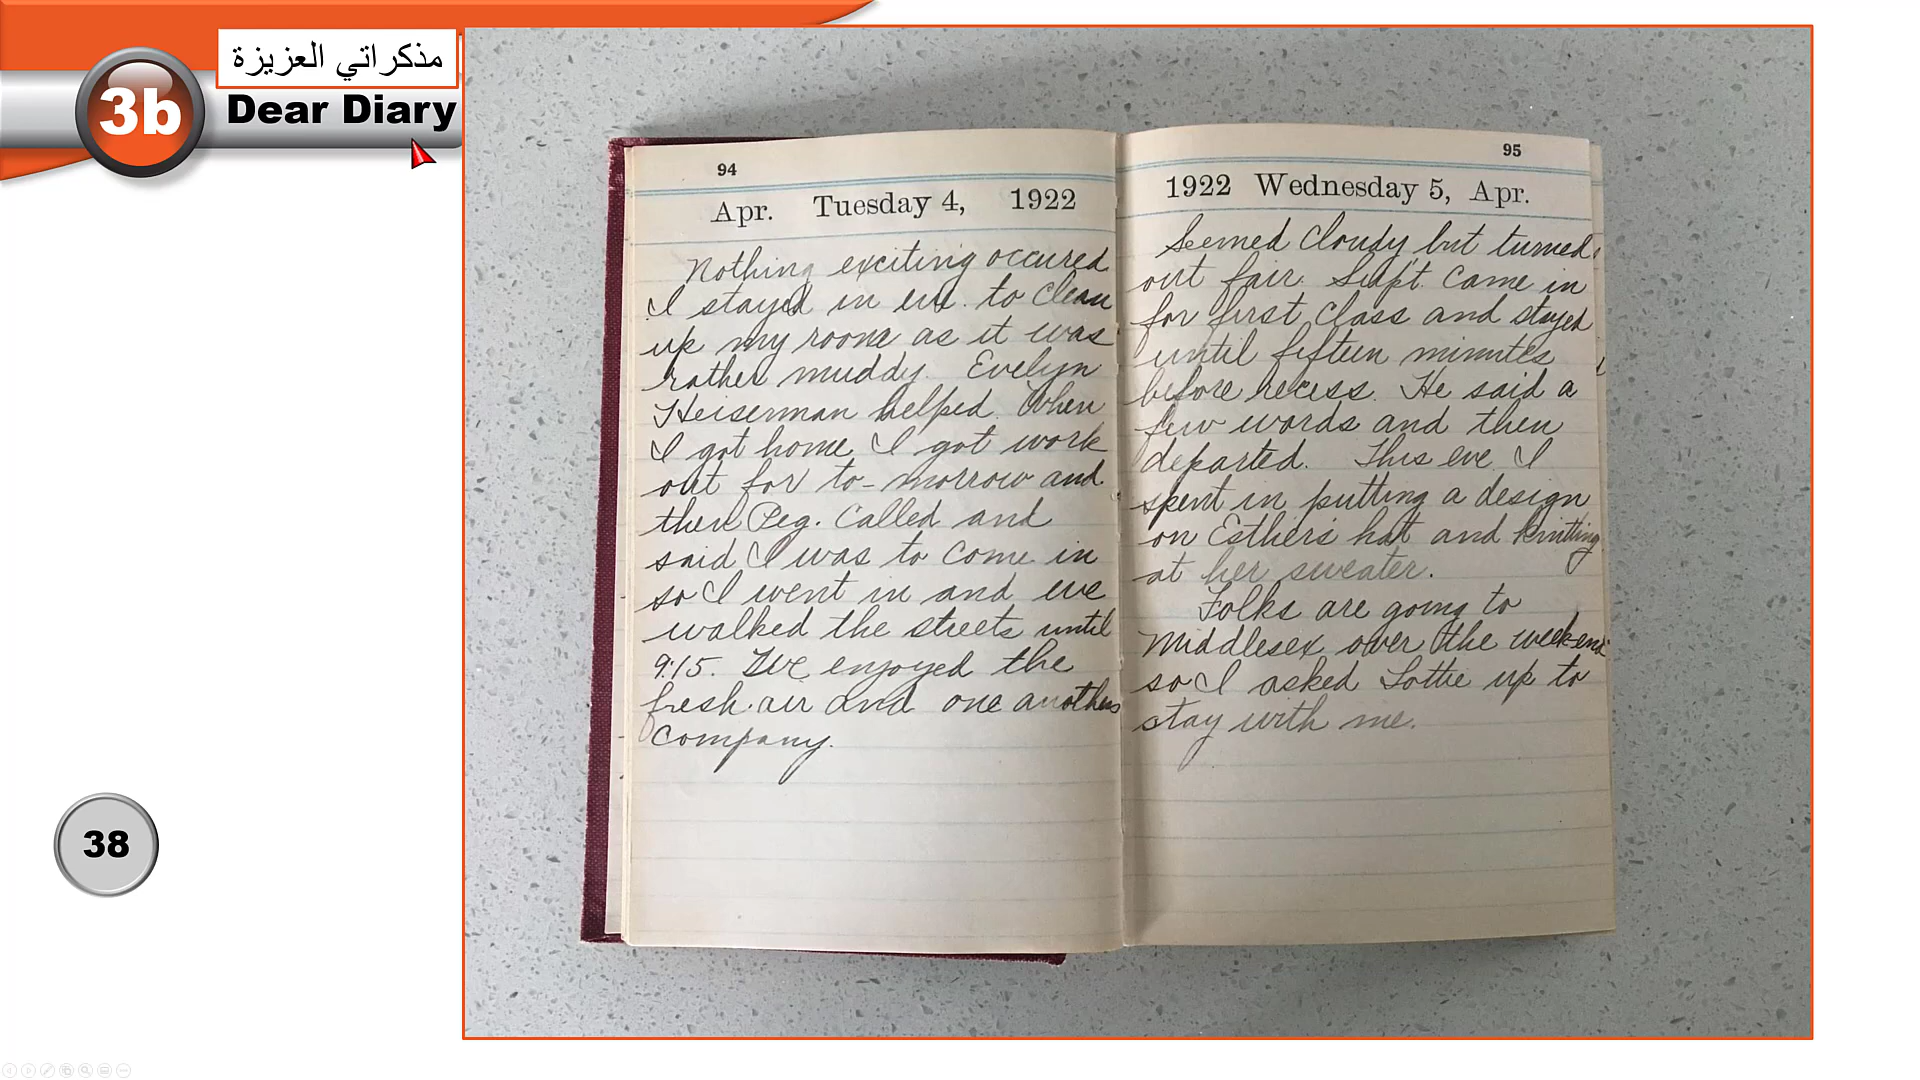 مذكراتي العزيزة
3b
Dear Diary
94
Apr. Tuesday 4, 1922
Nothing exciting occured
I stayed in eve. to clean
up my room as it was
rather muddy. Evelyn
Heiserman helped. When
I got home I got work
out for to-morrow and
then Peg. called and
said I was to come in
so I went in and we
walked the streets until
9:15. We enjoyed the
fresh air and one anothers
company.
95
1922 Wednesday 5, Apr.
Seemed cloudy but turned
out fair. Supt. came in
for first class and stayed
until fifteen minutes
before recess. He said a
few words and then
departed. This eve I
spent in putting a design
on Esther's hat and knitting
at her sweater.
Folks are going to
Middlesex over the week-end
so I asked Lottie up to
stay with me.
38